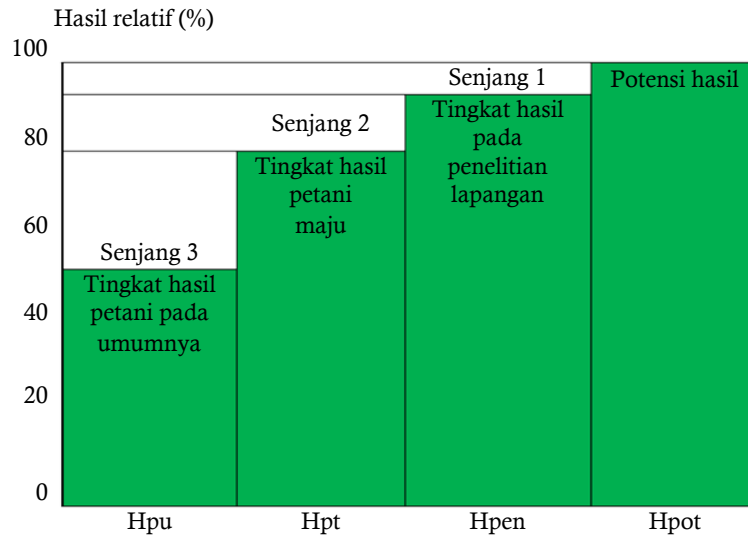 Hasil relatif (%)
100
80
60
40
20
0
Senjang 1
Senjang 2
Senjang 3
Potensi hasil
Tingkat hasil
pada
penelitian
lapangan
Tingkat hasil
petani
maju
Tingkat hasil
petani pada
umumnya
Hpu
Hpt
Hpen
Hpot